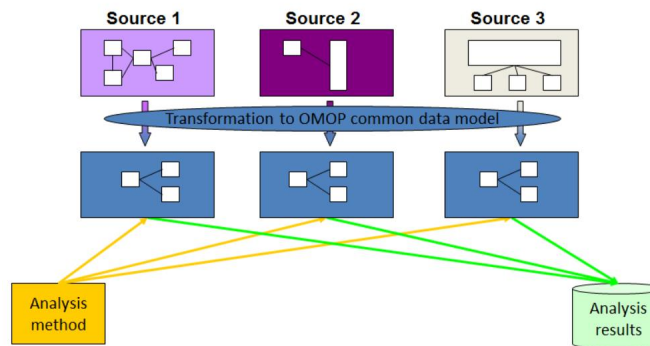 Source 1
Source 2
Source 3
Transformation to OMOP common data model
Analysis
method
Analysis
results